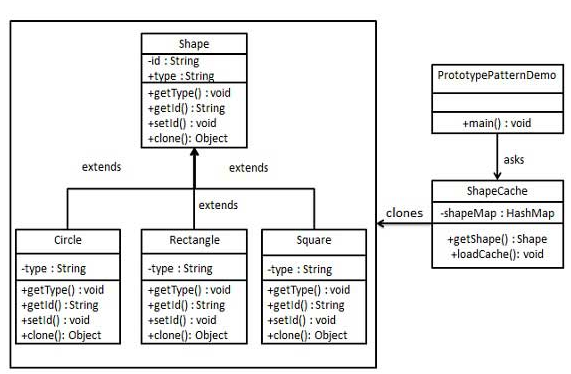 Shape
-id : String
+type : String
+getType() : void
+getId() : String
+setId() : void
+clone(): Object
PrototypePatternDemo
+main() : void
asks
extends
extends
extends
ShapeCache
-shapeMap : HashMap
+getShape() : Shape
+loadCache(): void
clones
Circle
-type : String
+getType() : void
+getId() : String
+setId() : void
+clone(): Object
Rectangle
-type : String
+getType() : void
+getId() : String
+setId() : void
+clone(): Object
Square
-type : String
+getType() : void
+getId() : String
+setId() : void
+clone(): Object